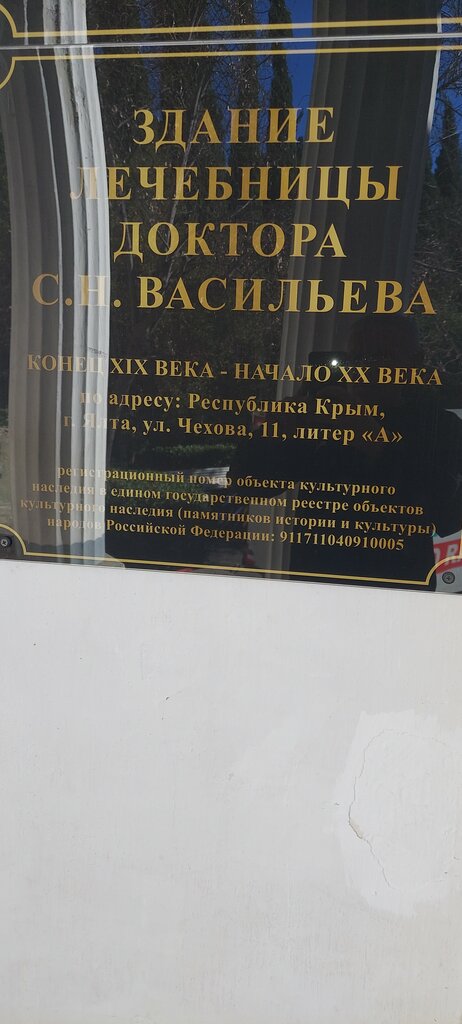 ЗДАНИЕ
ЛЕЧЕБНИЦЫ
ДОКТОРА
С.Н. ВАСИЛЬЕВА
КОНЕЦ XIX ВЕКА - НАЧАЛО XX ВЕКА
по адресу: Республика Крым,
г. Ялта, ул. Чехова, 11, литер «А»
регистрационный номер объекта культурного
наследия в едином государственном реестре объектов
культурного наследия (памятников истории и культуры)
народов Российской Федерации: 911711040910005